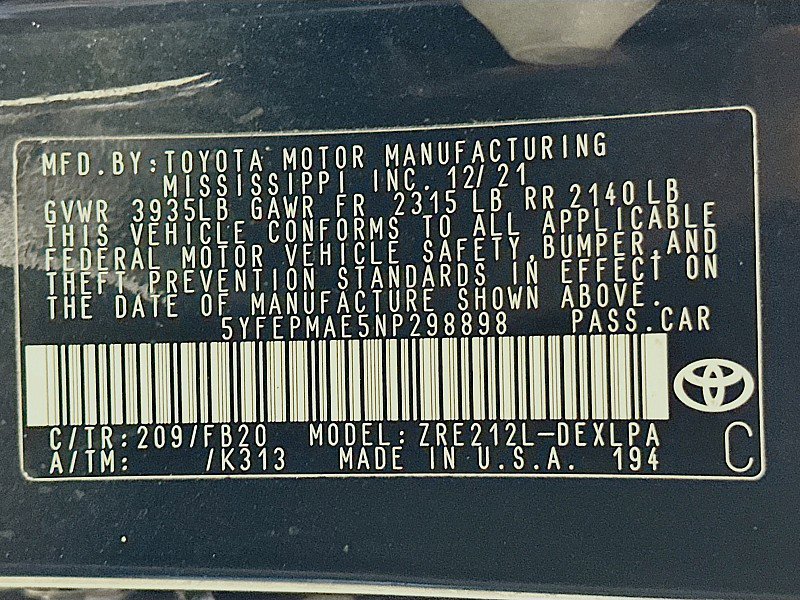 MFD.BY:TOYOTA MOTOR MANUFACTURING
MISSISSIPPI INC. 12/21
GVWR 3935LB GAWR FR 2315 LB RR 2140 LB
THIS VEHICLE CONFORMS TO ALL APPLICABLE
FEDERAL MOTOR VEHICLE SAFETY,BUMPER,AND
THEFT PREVENTION STANDARDS IN EFFECT ON
THE DATE OF MANUFACTURE SHOWN ABOVE.
5YFEPMAE5NP298898 PASS.CAR
C/TR:209/FB20 MODEL:ZRE212L-DEXLPA
A/TM: /K313 MADE IN U.S.A. 194
C